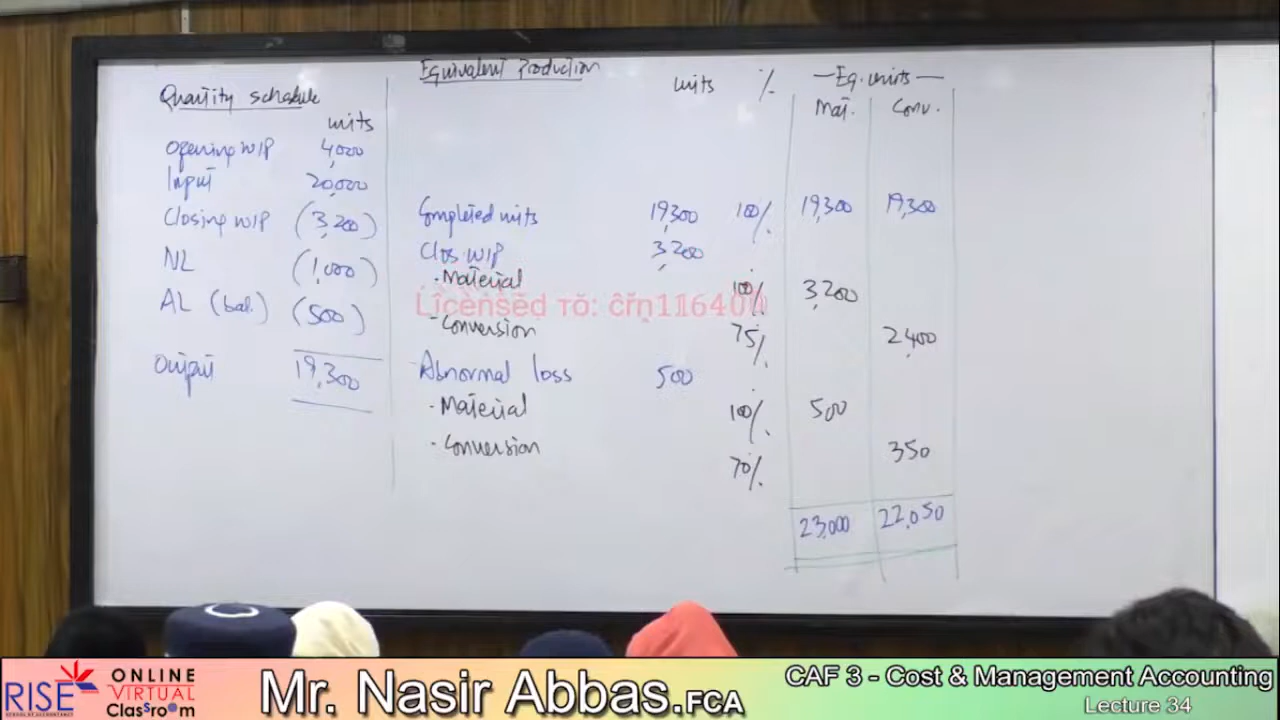 Quantity schedule
units
Opening WIP 4,000
Input 20,000
Closing WIP (3,200)
NL (1,000)
AL (bal.) (500)
Output 19,300
Equivalent Production
units % Eq. units
Mat. Conv.
Completed units 19,300 100% 19,300 19,300
Clos WIP 3,200
· Material 100% 3,200
· Conversion 75% 2,400
Abnormal loss 500
· Material 100% 500
· Conversion 70% 350
23,000 22,050
RISE
SCHOOL OF ACCOUNTANCY
ONLINE
VIRTUAL
Classroom
Mr. Nasir Abbas.FCA
CAF 3 - Cost & Management Accounting
Lecture 34